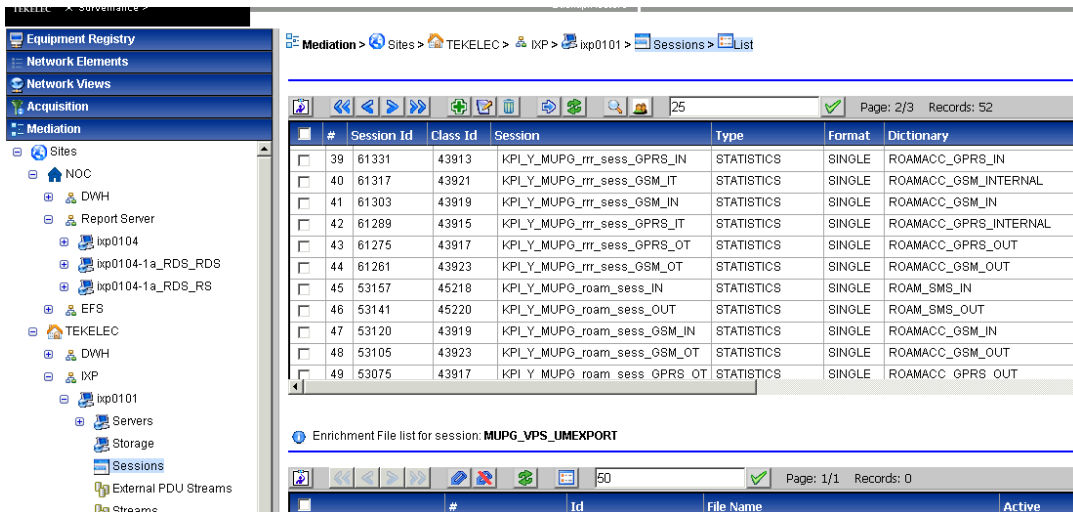 TEKELEC × Surveillance >
Equipment Registry
Network Elements
Network Views
Acquisition
Mediation
Sites
NOC
DWH
Report Server
ixp0104
ixp0104-1a_RDS_RDS
ixp0104-1a_RDS_RS
EFS
TEKELEC
DWH
IXP
ixp0101
Servers
Storage
Sessions
External PDU Streams
Streams
Mediation > Sites > TEKELEC > IXP > ixp0101 > Sessions > List
25 Page: 2/3 Records: 52
# Session Id Class Id Session Type Format Dictionary
39 61331 43913 KPI_Y_MUPG_rrr_sess_GPRS_IN STATISTICS SINGLE ROAMACC_GPRS_IN
40 61317 43921 KPI_Y_MUPG_rrr_sess_GSM_IT STATISTICS SINGLE ROAMACC_GSM_INTERNAL
41 61303 43919 KPI_Y_MUPG_rrr_sess_GSM_IN STATISTICS SINGLE ROAMACC_GSM_IN
42 61289 43915 KPI_Y_MUPG_rrr_sess_GPRS_IT STATISTICS SINGLE ROAMACC_GPRS_INTERNAL
43 61275 43917 KPI_Y_MUPG_rrr_sess_GPRS_OT STATISTICS SINGLE ROAMACC_GPRS_OUT
44 61261 43923 KPI_Y_MUPG_rrr_sess_GSM_OT STATISTICS SINGLE ROAMACC_GSM_OUT
45 53157 45218 KPI_Y_MUPG_roam_sess_IN STATISTICS SINGLE ROAM_SMS_IN
46 53141 45220 KPI_Y_MUPG_roam_sess_OUT STATISTICS SINGLE ROAM_SMS_OUT
47 53120 43919 KPI_Y_MUPG_roam_sess_GSM_IN STATISTICS SINGLE ROAMACC_GSM_IN
48 53105 43923 KPI_Y_MUPG_roam_sess_GSM_OT STATISTICS SINGLE ROAMACC_GSM_OUT
49 53075 43917 KPI_Y_MUPG_roam_sess_GPRS_OT STATISTICS SINGLE ROAMACC_GPRS_OUT
Enrichment File list for session: MUPG_VPS_UMEXPORT
50 Page: 1/1 Records: 0
# Id File Name Active